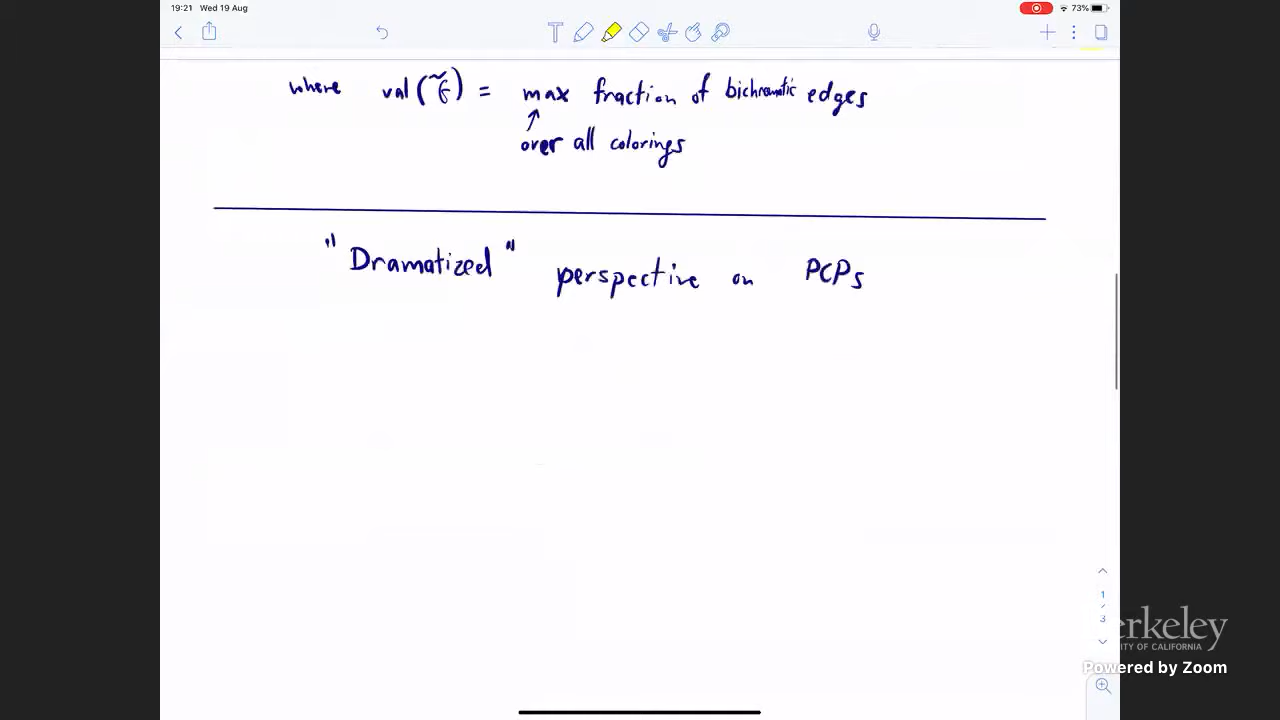 19:21 Wed 19 Aug
73%
where val(G̃) = max fraction of bichromatic edges
over all colorings
"Dramatized" perspective on PCPs
1
3
erkeley
ITY OF CALIFORNIA
Powered by Zoom